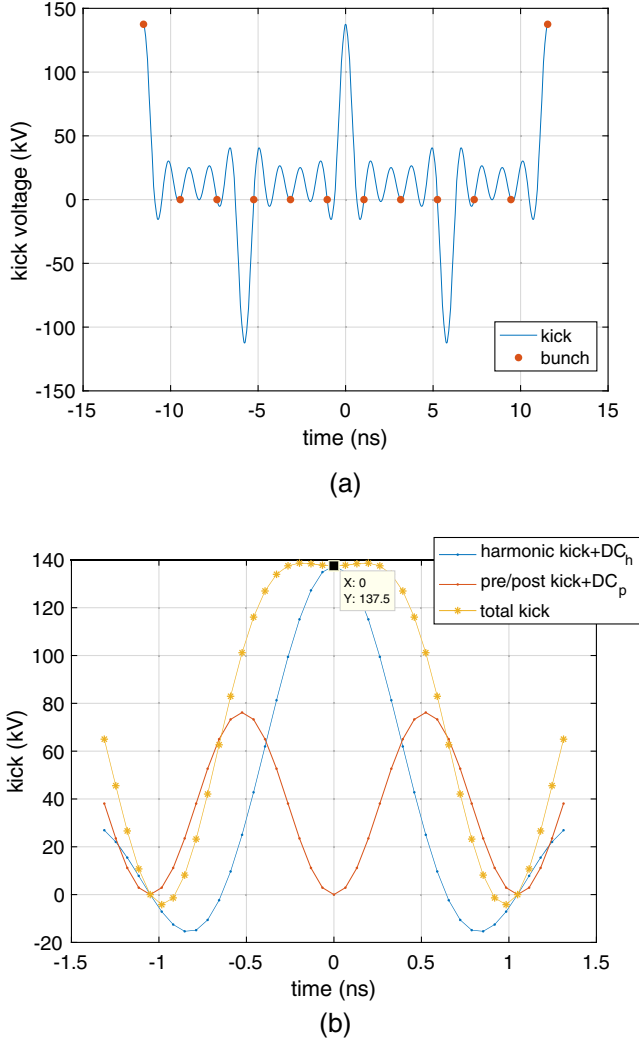 150
100
50
0
-50
-100
-150
kick voltage (kV)
kick
bunch
-15
-10
-5
0
5
10
15
time (ns)
(a)
harmonic kick+DC_h
pre/post kick+DC_p
total kick
140
120
100
80
60
40
20
0
-20
kick (kV)
X: 0
Y: 137.5
-1.5
-1
-0.5
0
0.5
1
1.5
time (ns)
(b)